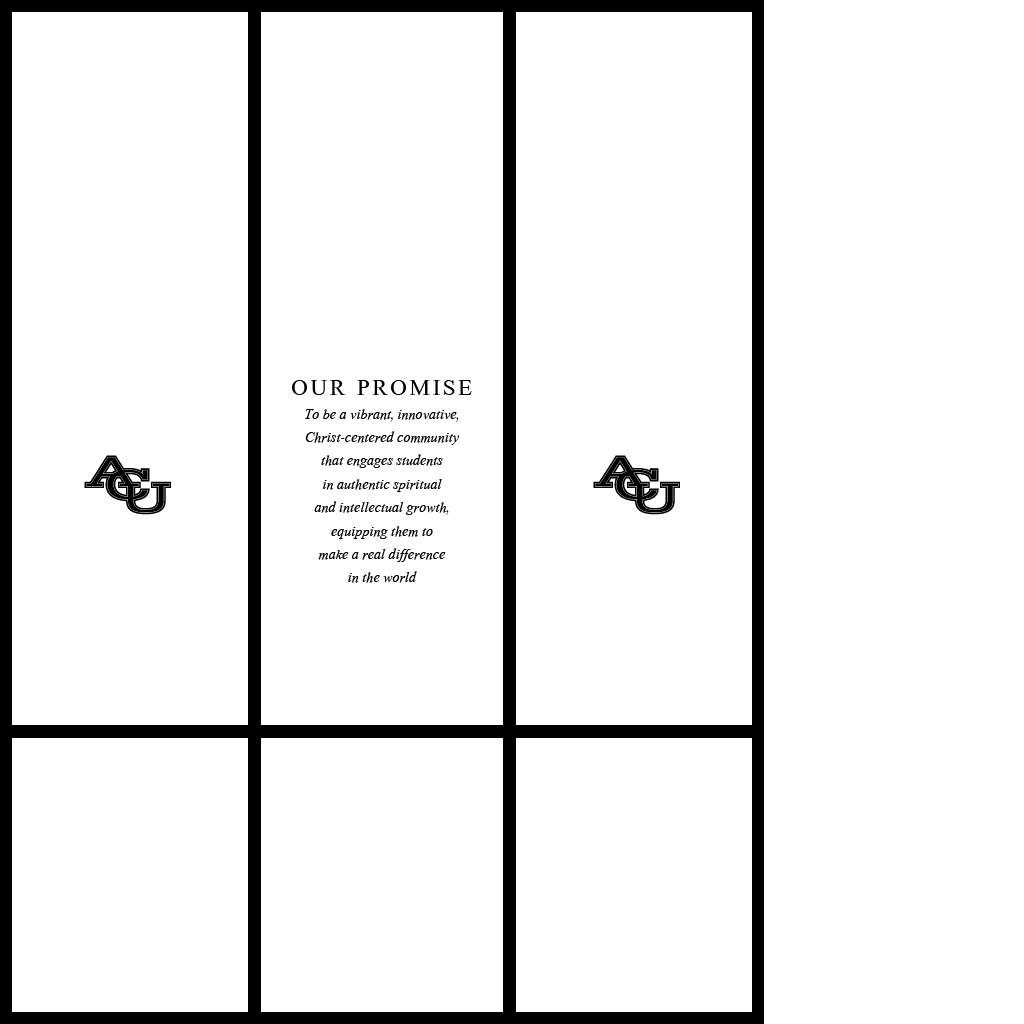 ACU
OUR PROMISE
To be a vibrant, innovative,
Christ-centered community
that engages students
in authentic spiritual
and intellectual growth,
equipping them to
make a real difference
in the world
ACU